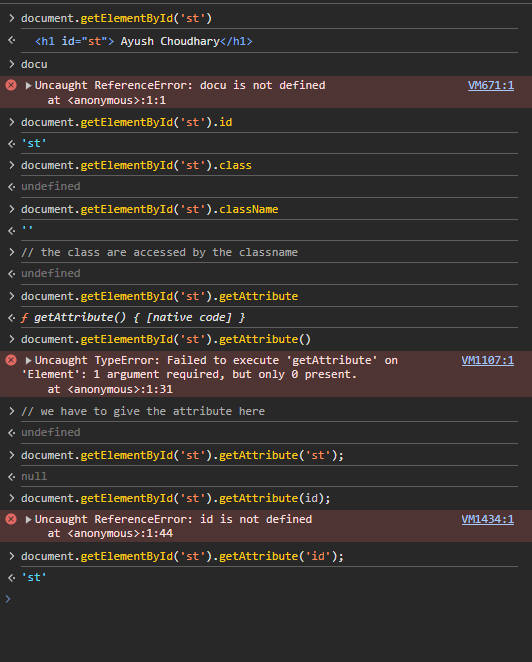 document.getElementById('st')
<h1 id="st"> Ayush Choudhary</h1>
docu
Uncaught ReferenceError: docu is not defined VM671:1
at <anonymous>:1:1
document.getElementById('st').id
'st'
document.getElementById('st').class
undefined
document.getElementById('st').className
''
// the class are accessed by the classname
undefined
document.getElementById('st').getAttribute
ƒ getAttribute() { [native code] }
document.getElementById('st').getAttribute()
Uncaught TypeError: Failed to execute 'getAttribute' on VM1107:1
'Element': 1 argument required, but only 0 present.
at <anonymous>:1:31
// we have to give the attribute here
undefined
document.getElementById('st').getAttribute('st');
null
document.getElementById('st').getAttribute(id);
Uncaught ReferenceError: id is not defined VM1434:1
at <anonymous>:1:44
document.getElementById('st').getAttribute('id');
'st'